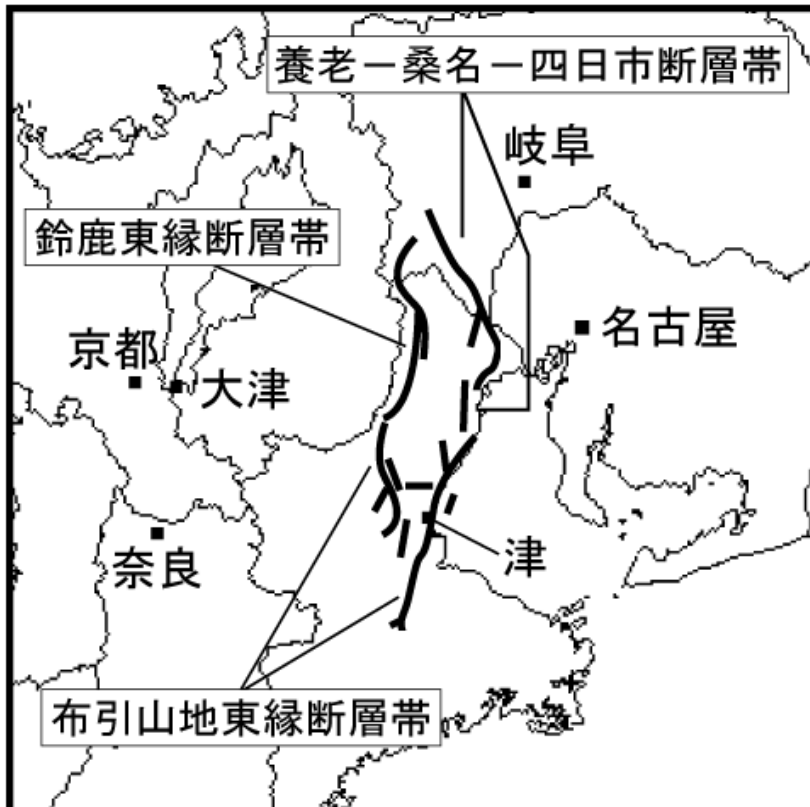 養老－桑名－四日市断層帯
岐阜
鈴鹿東縁断層帯
名古屋
京都
大津
奈良
津
布引山地東縁断層帯